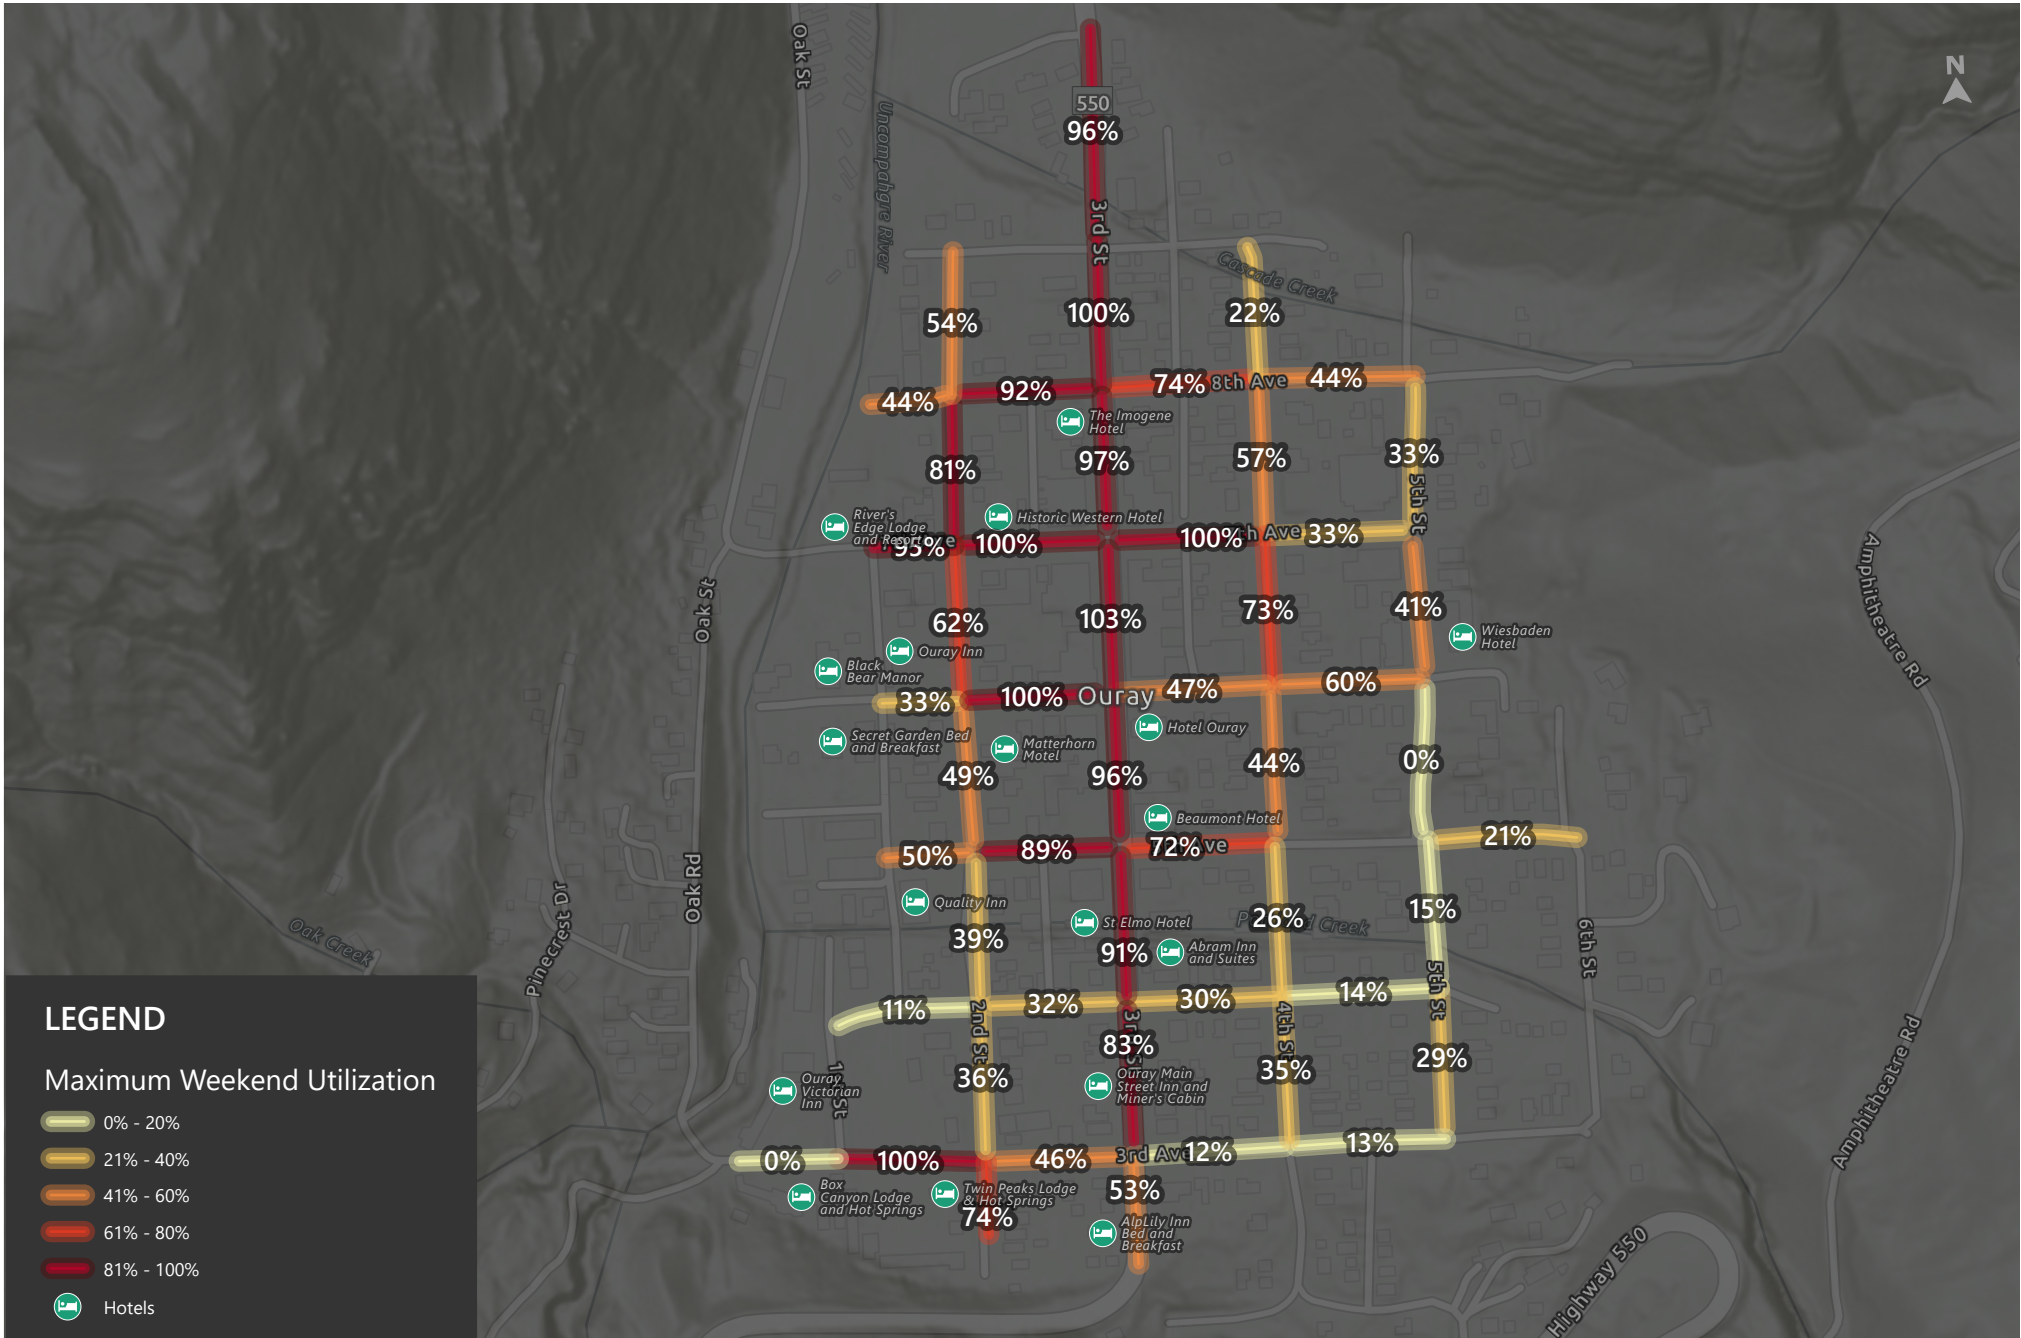 Oak St
N
Uncompahgre River
550
96%
3rd St
Cascade Creek
54%
100%
22%
44%
92%
74%
8th Ave
44%
The Imogene
Hotel
81%
97%
57%
33%
5th St
River's
Edge Lodge
and Resort
Historic Western Hotel
100%
100%
33%
Amphitheatre Rd
Oak St
62%
103%
73%
41%
Wiesbaden
Hotel
Ouray Inn
Black
Bear Manor
33%
100%
Ouray
47%
60%
Secret Garden Bed
and Breakfast
Matterhorn
Motel
Hotel Ouray
49%
96%
44%
0%
Beaumont Hotel
50%
89%
72%
Ave
21%
Oak Rd
Pinecrest Dr
Oak Creek
Quality Inn
St Elmo Hotel
26%
Creek
15%
39%
91%
Abram Inn
and Suites
6th St
11%
32%
30%
14%
5th St
2nd St
83%
4th St
36%
35%
29%
Ouray
Victorian
Inn
Ouray Main
Street Inn and
Miner's Cabin
Amphitheatre Rd
0%
100%
46%
3rd Ave
12%
13%
Box
Canyon Lodge
and Hot Springs
Twin Peaks Lodge
& Hot Springs
74%
53%
AlpLily Inn
Bed and
Breakfast
Highway 550
LEGEND
Maximum Weekend Utilization
0% - 20%
21% - 40%
41% - 60%
61% - 80%
81% - 100%
Hotels